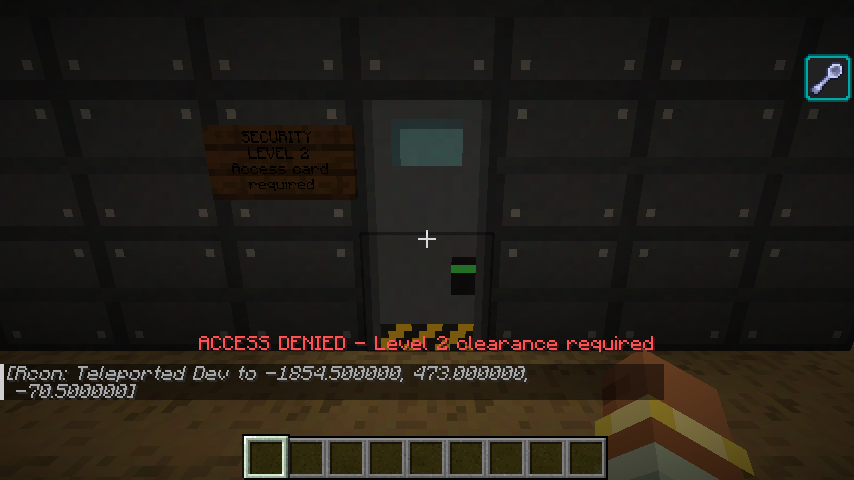 SECURITY
LEVEL 2
Access card
required
ACCESS DENIED - Level 2 clearance required
[Rcon: Teleported Dev to -1854.500000, 473.000000,
-70.500000]